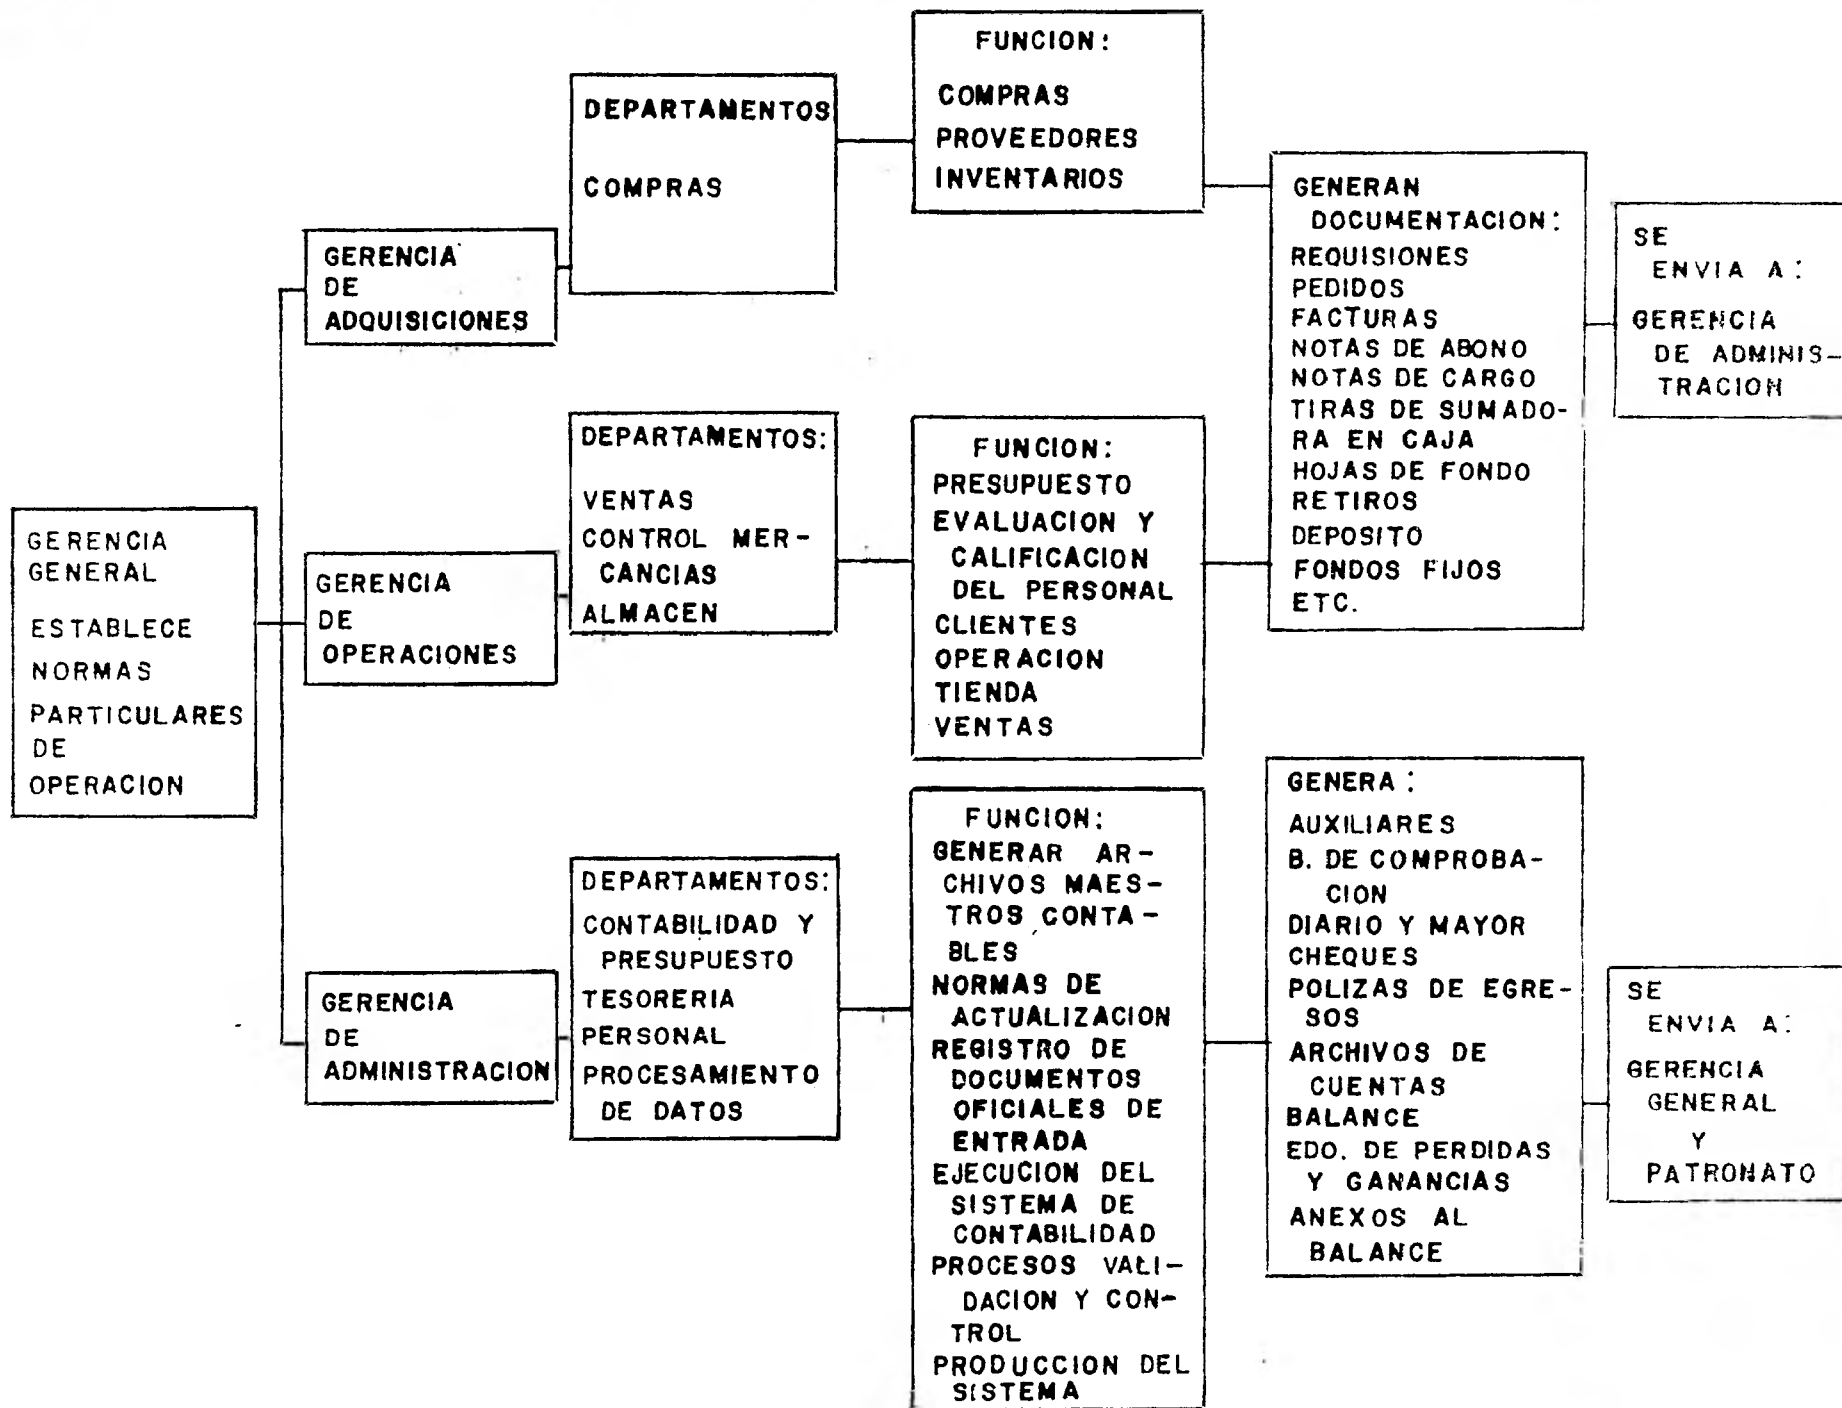 GERENCIA
GENERAL
ESTABLECE
NORMAS
PARTICULARES
DE
OPERACION
GERENCIA
DE
ADQUISICIONES
DEPARTAMENTOS
COMPRAS
FUNCION:
COMPRAS
PROVEEDORES
INVENTARIOS
GERENCIA
DE
OPERACIONES
DEPARTAMENTOS:
VENTAS
CONTROL MER-
CANCIAS
ALMACEN
FUNCION:
PRESUPUESTO
EVALUACION Y
CALIFICACION
DEL PERSONAL
CLIENTES
OPERACION
TIENDA
VENTAS
GENERAN
DOCUMENTACION:
REQUISIONES
PEDIDOS
FACTURAS
NOTAS DE ABONO
NOTAS DE CARGO
TIRAS DE SUMADO-
RA EN CAJA
HOJAS DE FONDO
RETIROS
DEPOSITO
FONDOS FIJOS
ETC.
SE
ENVIA A:
GERENCIA
DE ADMINIS-
TRACION
GERENCIA
DE
ADMINISTRACION
DEPARTAMENTOS:
CONTABILIDAD Y
PRESUPUESTO
TESORERIA
PERSONAL
PROCESAMIENTO
DE DATOS
FUNCION:
GENERAR AR-
CHIVOS MAES-
TROS CONTA-
BLES
NORMAS DE
ACTUALIZACION
REGISTRO DE
DOCUMENTOS
OFICIALES DE
ENTRADA
EJECUCION DEL
SISTEMA DE
CONTABILIDAD
PROCESOS VALI-
DACION Y CON-
TROL
PRODUCCION DEL
SISTEMA
GENERA:
AUXILIARES
B. DE COMPROBA-
CION
DIARIO Y MAYOR
CHEQUES
POLIZAS DE EGRE-
SOS
ARCHIVOS DE
CUENTAS
BALANCE
EDO. DE PERDIDAS
Y GANANCIAS
ANEXOS AL
BALANCE
SE
ENVIA A:
GERENCIA
GENERAL
Y
PATRONATO